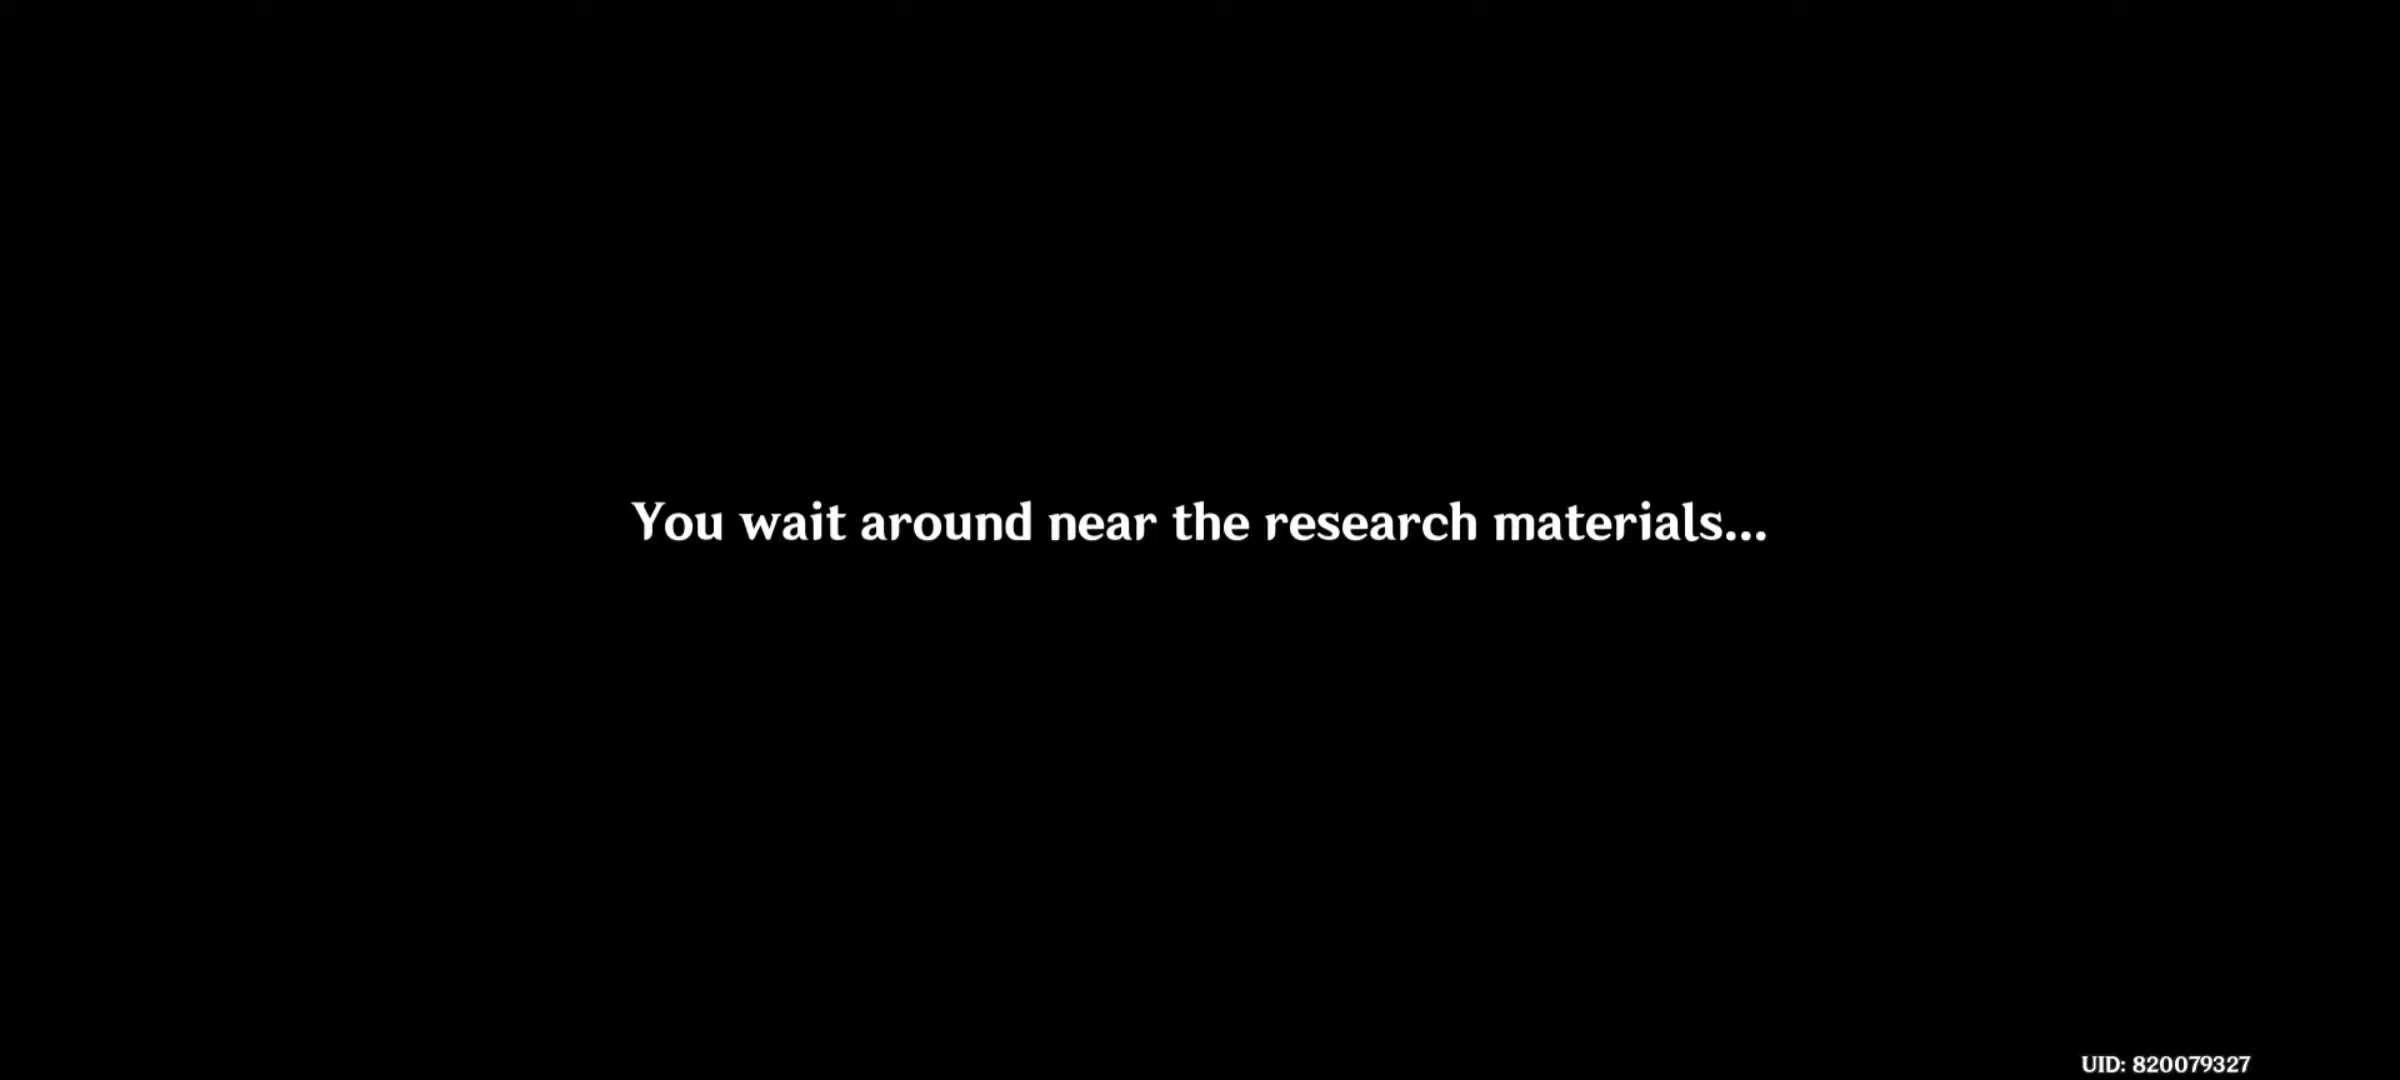 You wait around near the research materials...
UID: 820079327